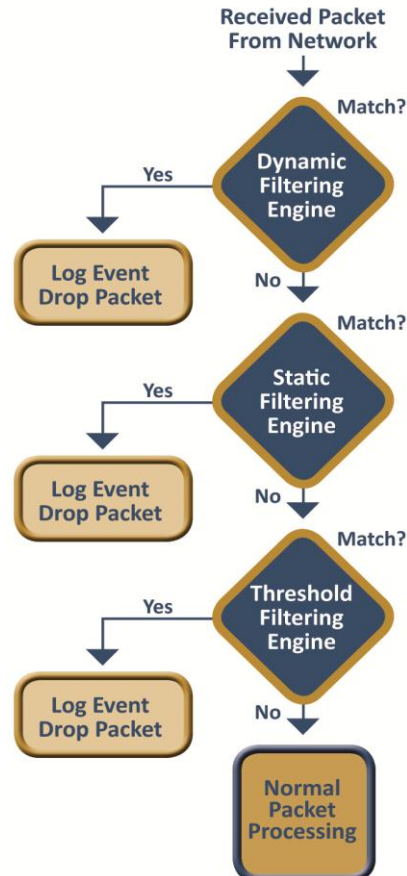 Received Packet
From Network
Match?
Dynamic
Filtering
Engine
Yes
Log Event
Drop Packet
No
Match?
Static
Filtering
Engine
Yes
Log Event
Drop Packet
No
Match?
Threshold
Filtering
Engine
Yes
Log Event
Drop Packet
No
Normal
Packet
Processing